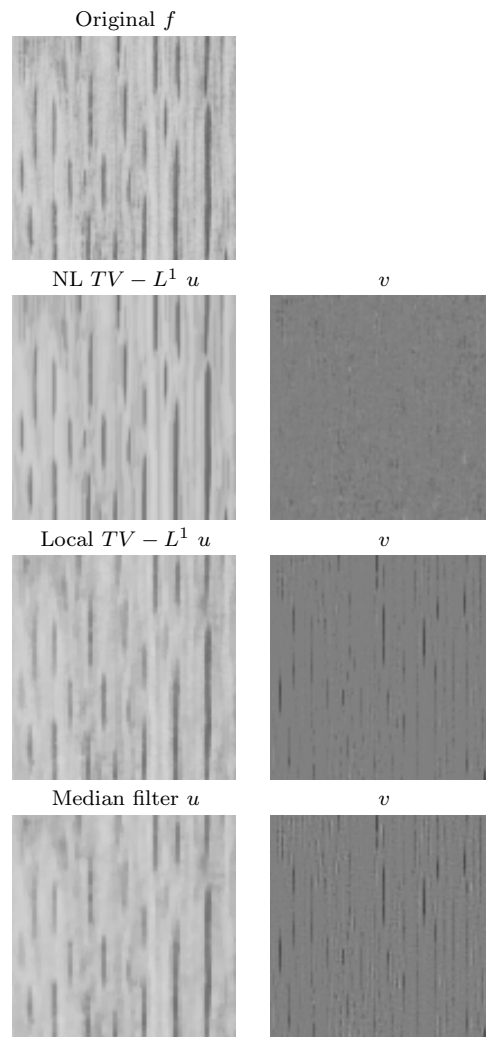 Original f
NL TV − L¹ u
v
Local TV − L¹ u
v
Median filter u
v